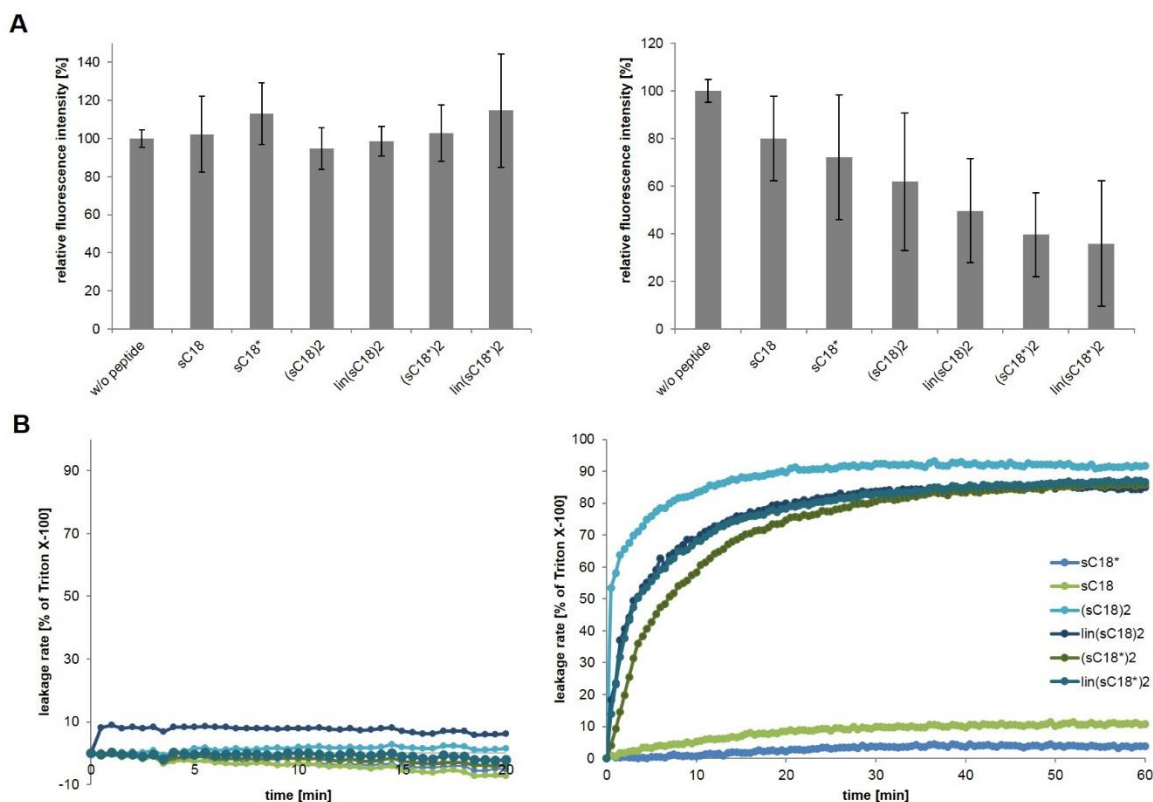 A
relative fluorescence intensity [%]
140
120
100
80
60
40
20
0
w/o peptide
sC18
sC18*
(sC18)2
lin(sC18)2
(sC18*)2
lin(sC18*)2
relative fluorescence intensity [%]
120
100
80
60
40
20
0
w/o peptide
sC18
sC18*
(sC18)2
lin(sC18)2
(sC18*)2
lin(sC18*)2
B
leakage rate [% of Triton X-100]
90
70
50
30
10
-10
0
5
10
15
20
time [min]
leakage rate [% of Triton X-100]
100
90
80
70
60
50
40
30
20
10
0
0
10
20
30
40
50
60
time [min]
sC18*
sC18
(sC18)2
lin(sC18)2
(sC18*)2
lin(sC18*)2